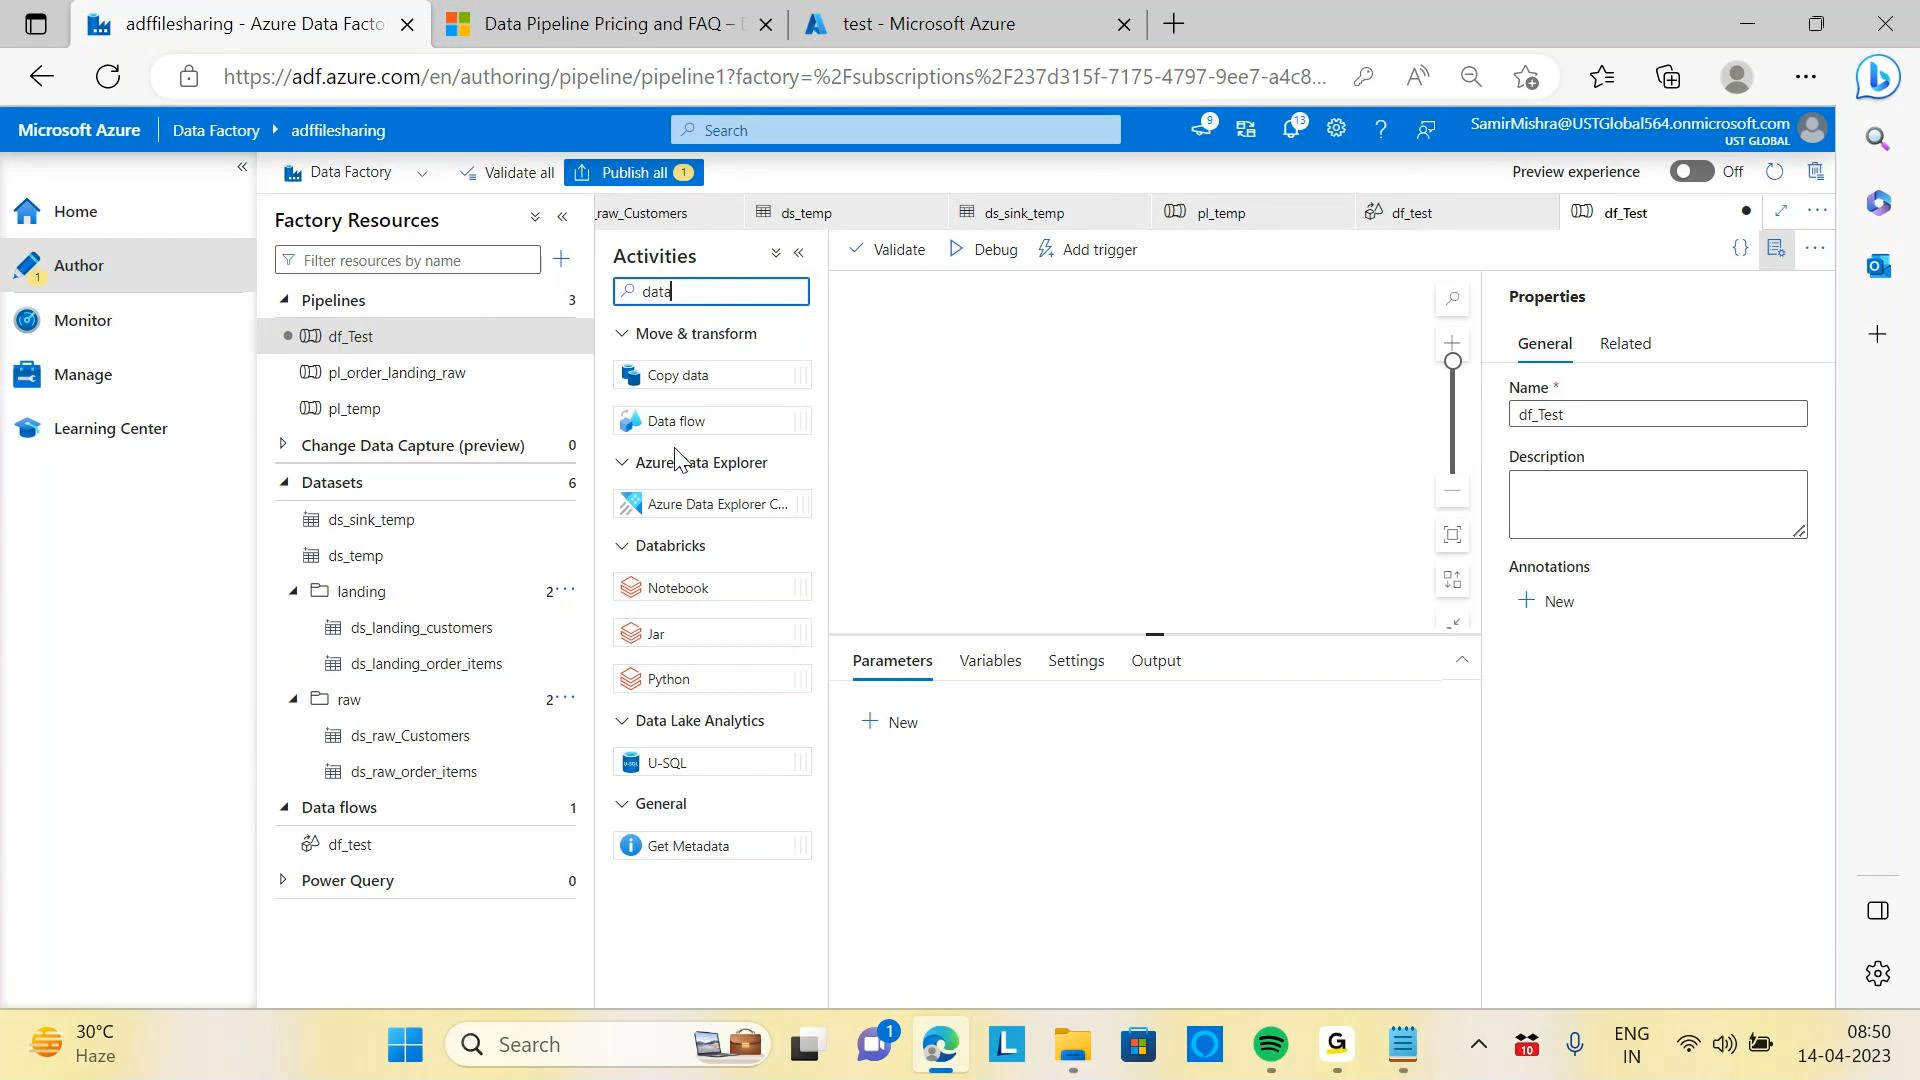 adffilesharing - Azure Data Facto
Data Pipeline Pricing and FAQ – D
test - Microsoft Azure
https://adf.azure.com/en/authoring/pipeline/pipeline1?factory=%2Fsubscriptions%2F237d315f-7175-4797-9ee7-a4c8...
Microsoft Azure
Data Factory
adffilesharing
Search
9
13
SamirMishra@USTGlobal564.onmicrosoft.com
UST GLOBAL
Home
Author
1
Monitor
Manage
Learning Center
Data Factory
Validate all
Publish all 1
Preview experience
Off
Factory Resources
Filter resources by name
Pipelines 3
df_Test
pl_order_landing_raw
pl_temp
Change Data Capture (preview) 0
Datasets 6
ds_sink_temp
ds_temp
landing 2
ds_landing_customers
ds_landing_order_items
raw 2
ds_raw_Customers
ds_raw_order_items
Data flows 1
df_test
Power Query 0
_raw_Customers
ds_temp
ds_sink_temp
pl_temp
df_test
df_Test
Activities
data
Move & transform
Copy data
Data flow
Azure Data Explorer
Azure Data Explorer C...
Databricks
Notebook
Jar
Python
Data Lake Analytics
U-SQL
General
Get Metadata
Validate
Debug
Add trigger
Parameters
Variables
Settings
Output
New
Properties
General
Related
Name *
df_Test
Description
Annotations
New
30°C
Haze
Search
1
10
ENG
IN
08:50
14-04-2023